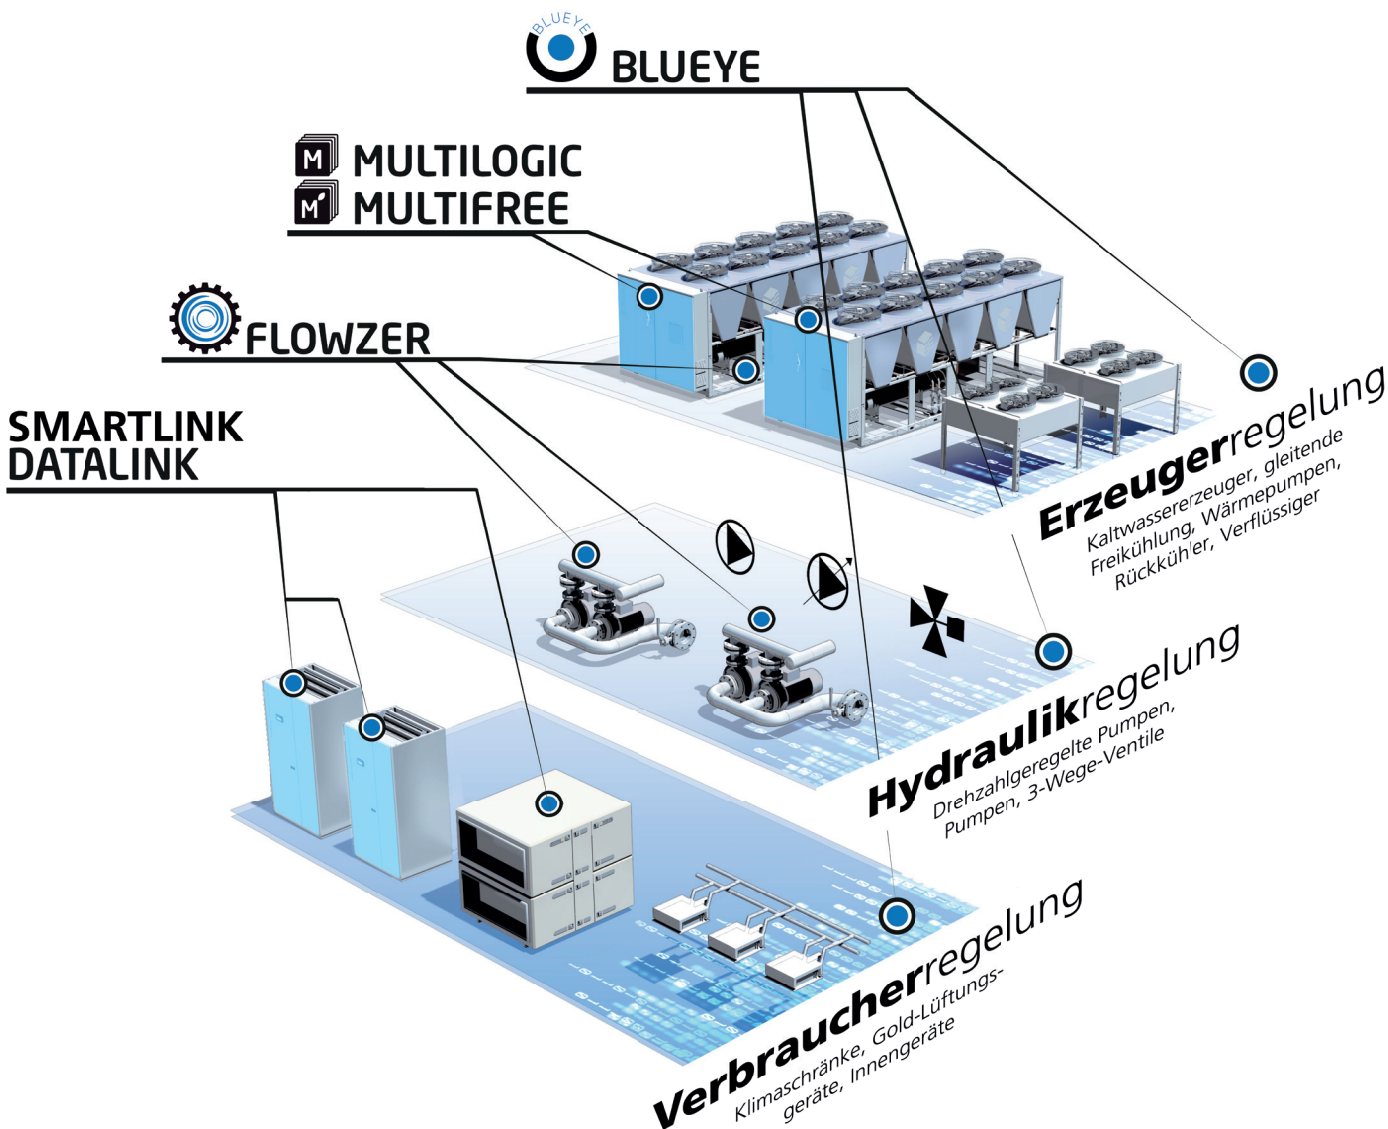 BLUEYE
BLUEYE
M MULTILOGIC
M MULTIFREE
FLOWZER
SMARTLINK
DATALINK
Erzeugerregelung
Kaltwassererzeuger, gleitende
Freikühlung, Wärmepumpen,
Rückkühler, Verflüssiger
Hydraulikregelung
Drehzahlgeregelte Pumpen,
Pumpen, 3-Wege-Ventile
Verbraucherregelung
Klimaschränke, Gold-Lüftungs-
geräte, Innengeräte